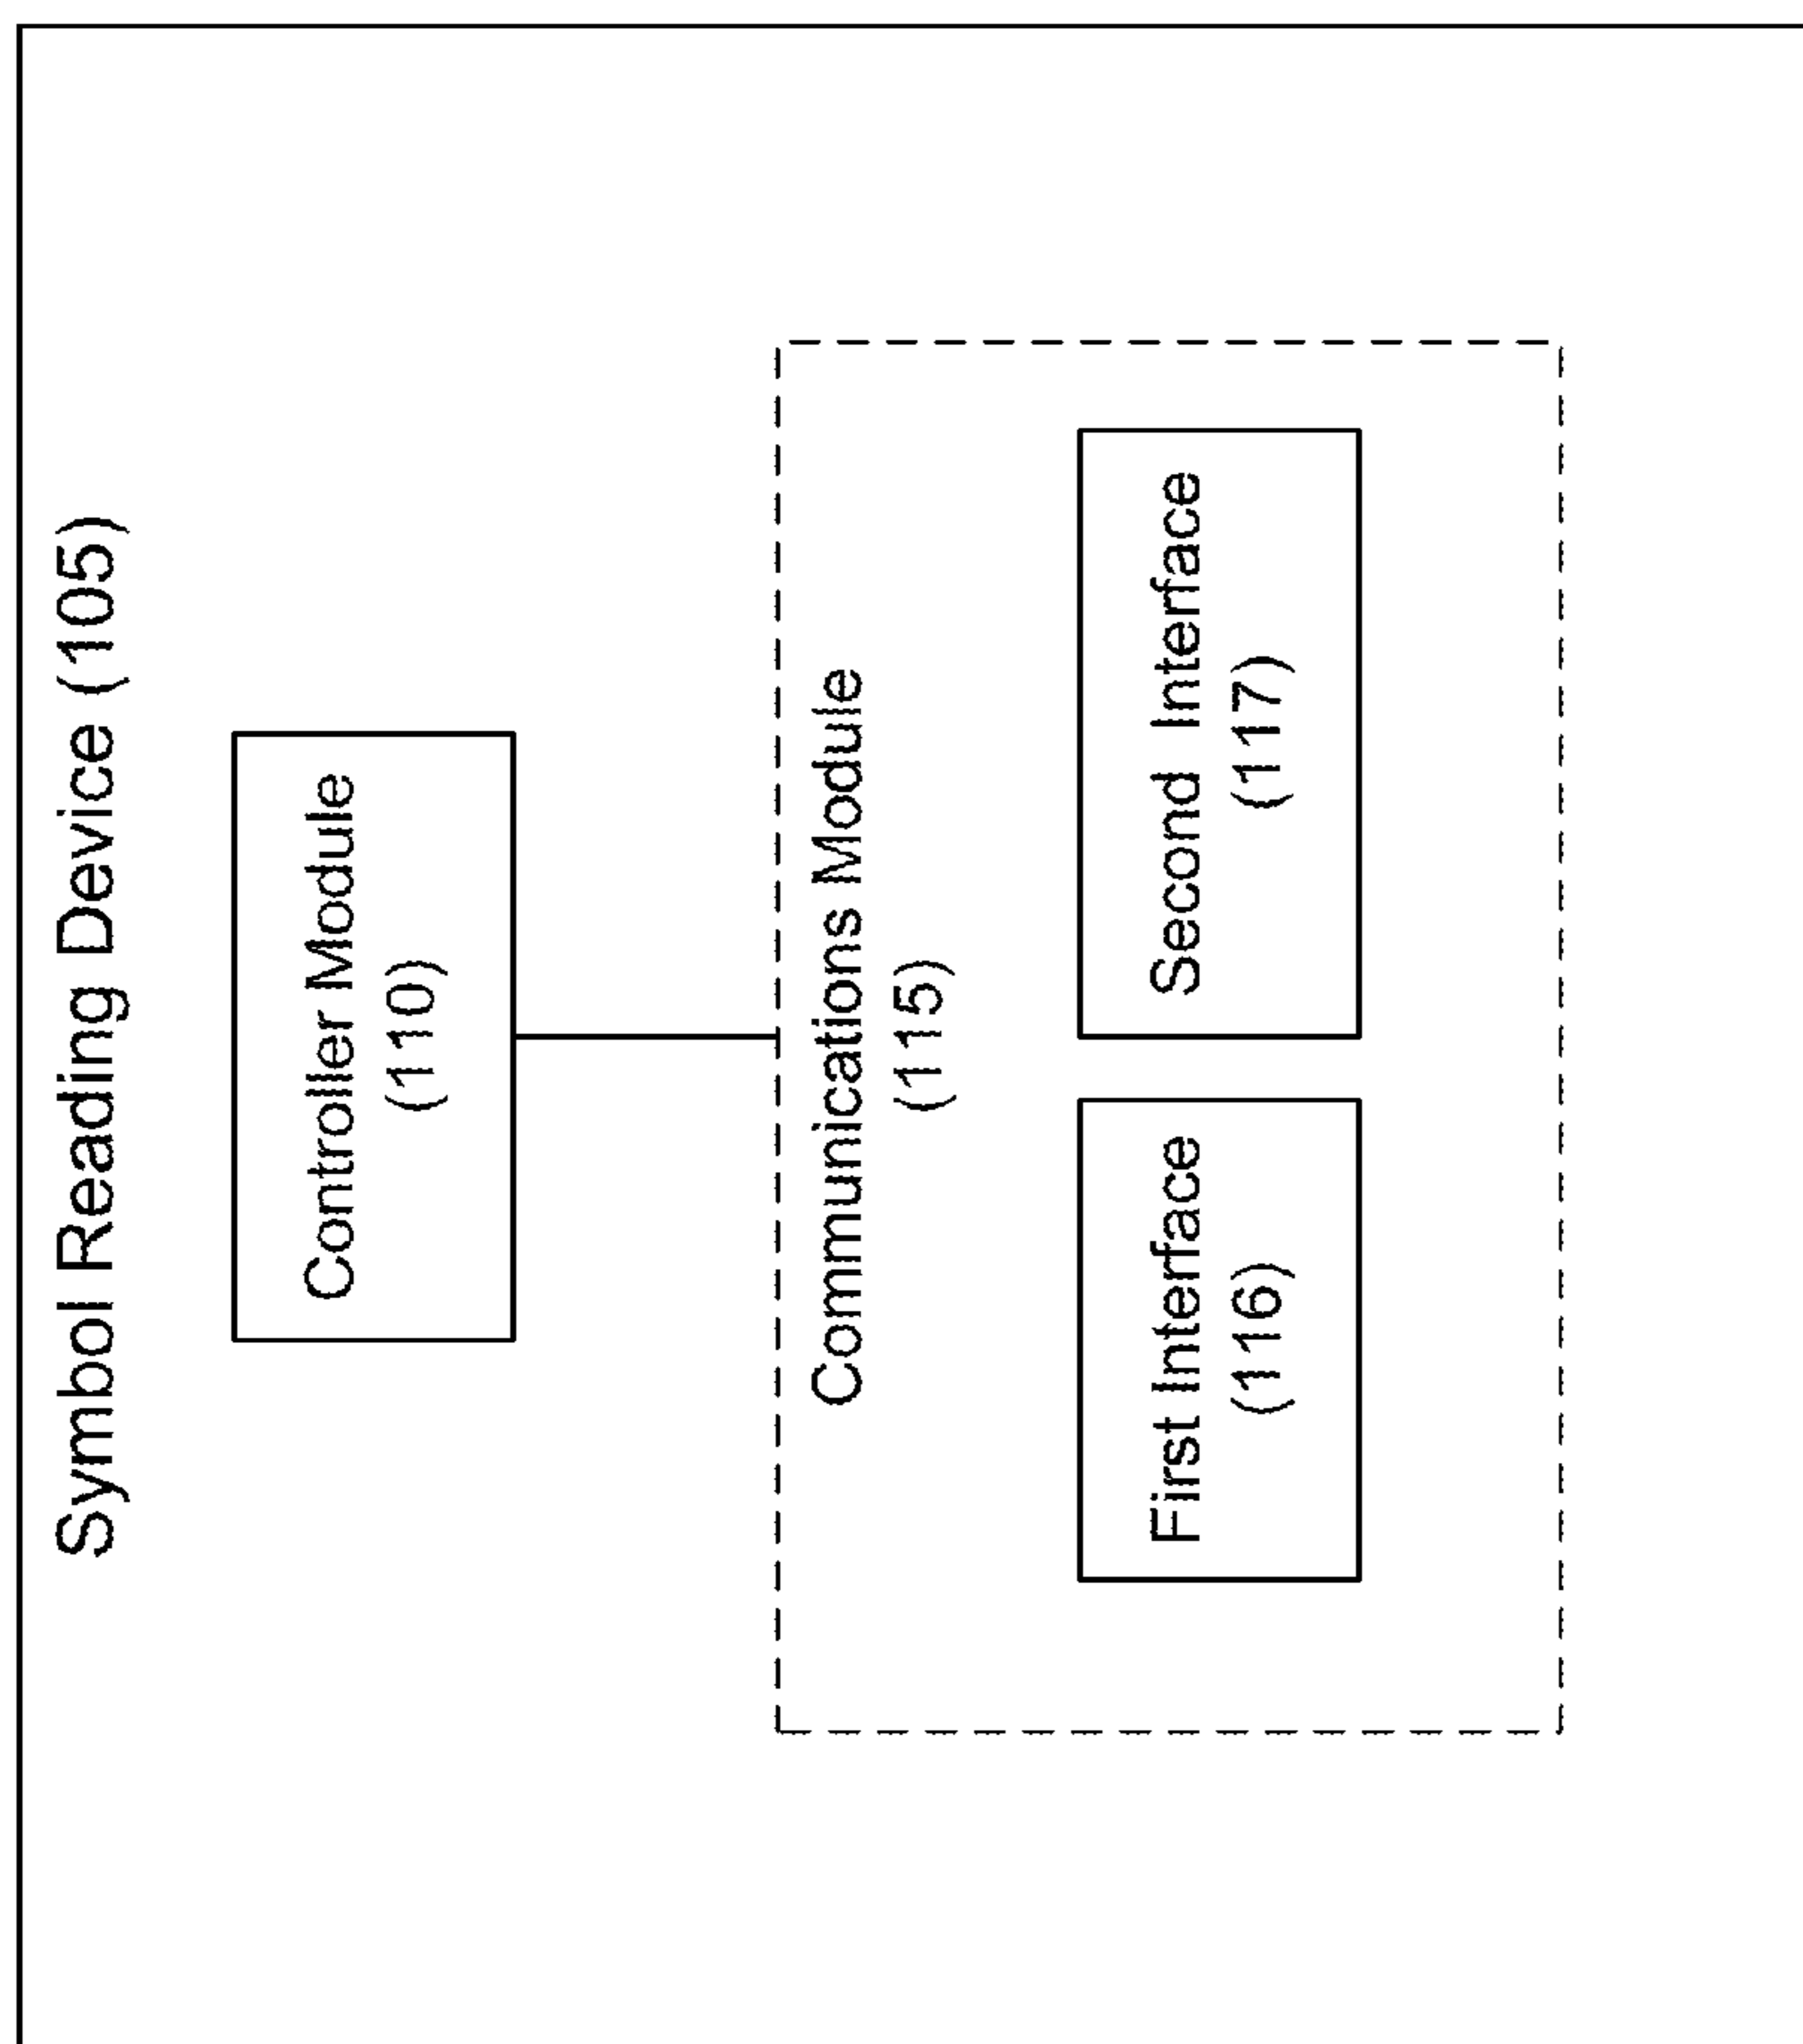 Symbol Reading Device (105)
Controller Module
(110)
Communications Module
(115)
First Interface
(116)
Second Interface
(117)